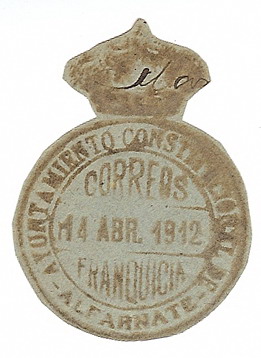 AYUNTAMIENTO CONSTITUCIONAL DE
-ALFARNATE-
CORREOS
14 ABR. 1912
FRANQUICIA